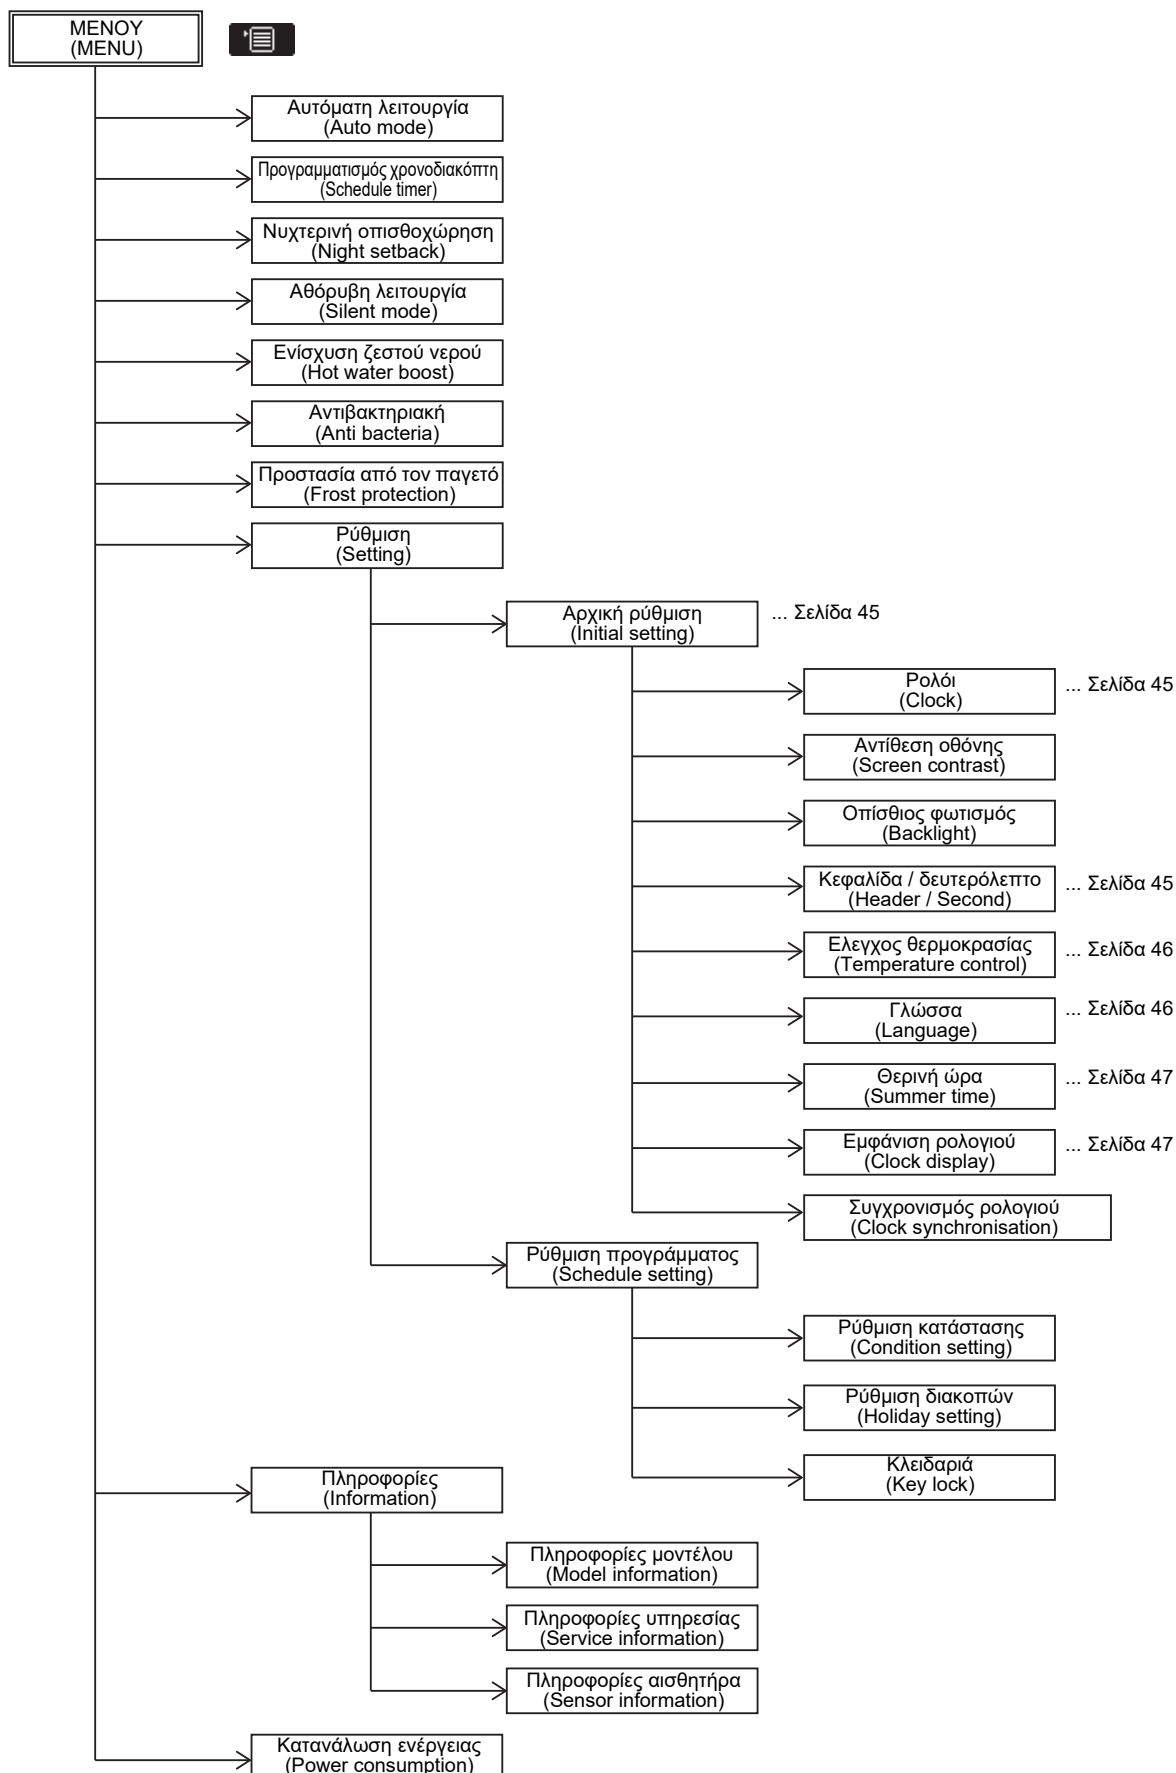 ΜΕΝΟΥ
(MENU)
Αυτόματη λειτουργία
(Auto mode)
Προγραμματισμός χρονοδιακόπτη
(Schedule timer)
Νυχτερινή οπισθοχώρηση
(Night setback)
Αθόρυβη λειτουργία
(Silent mode)
Ενίσχυση ζεστού νερού
(Hot water boost)
Αντιβακτηριακή
(Anti bacteria)
Προστασία από τον παγετό
(Frost protection)
Ρύθμιση
(Setting)
Αρχική ρύθμιση
(Initial setting)
... Σελίδα 45
Ρολόι
(Clock)
... Σελίδα 45
Αντίθεση οθόνης
(Screen contrast)
Οπίσθιος φωτισμός
(Backlight)
Κεφαλίδα / δευτερόλεπτο
(Header / Second)
... Σελίδα 45
Ελεγχος θερμοκρασίας
(Temperature control)
... Σελίδα 46
Γλώσσα
(Language)
... Σελίδα 46
Θερινή ώρα
(Summer time)
... Σελίδα 47
Εμφάνιση ρολογιού
(Clock display)
... Σελίδα 47
Συγχρονισμός ρολογιού
(Clock synchronisation)
Ρύθμιση προγράμματος
(Schedule setting)
Ρύθμιση κατάστασης
(Condition setting)
Ρύθμιση διακοπών
(Holiday setting)
Κλειδαριά
(Key lock)
Πληροφορίες
(Information)
Πληροφορίες μοντέλου
(Model information)
Πληροφορίες υπηρεσίας
(Service information)
Πληροφορίες αισθητήρα
(Sensor information)
Κατανάλωση ενέργειας
(Power consumption)